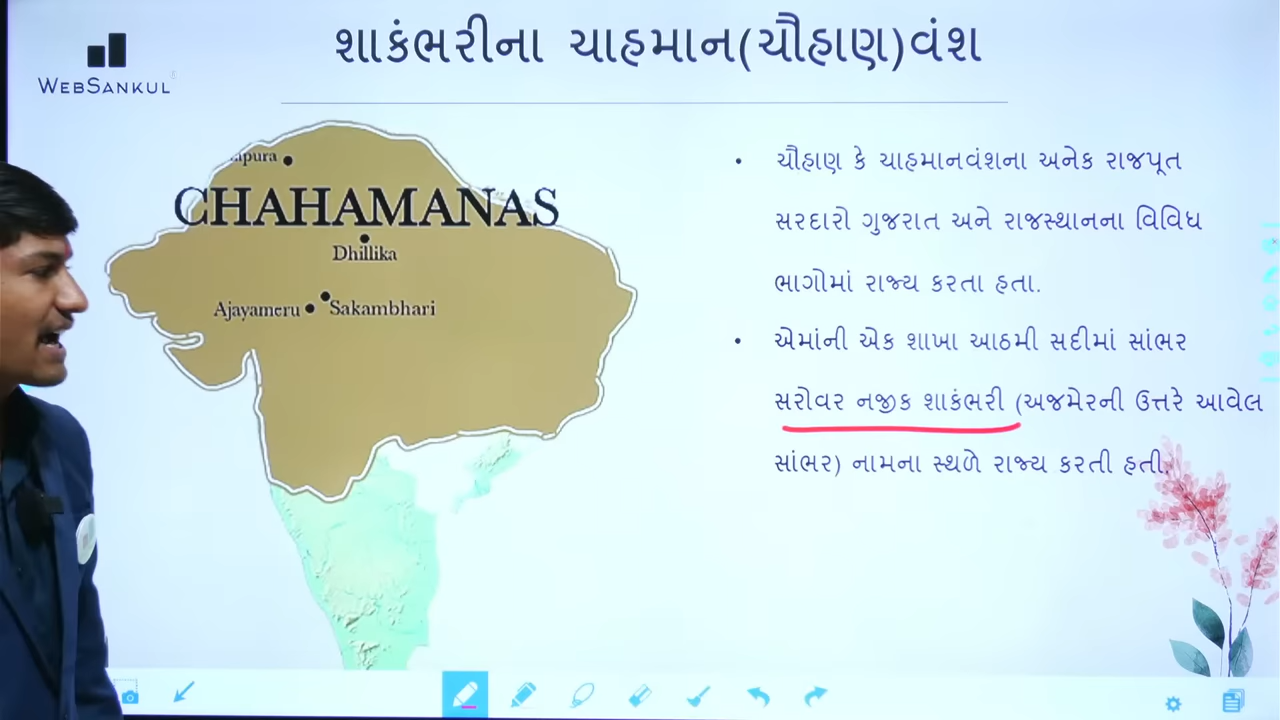 શાકંભરીના ચાહમાન(ચૌહાણ)વંશ
WEBSANKUL
CHAHAMANAS
Dhillika
Ajayameru
Sakambhari
• ચૌહાણ કે ચાહમાનવંશના અનેક રાજપૂત
સરદારો ગુજરાત અને રાજસ્થાનના વિવિધ
ભાગોમાં રાજ્ય કરતા હતા.
• એમાંની એક શાખા આઠમી સદીમાં સાંભર
સરોવર નજીક શાકંભરી (અજમેરની ઉત્તરે આવેલ
સાંભર) નામના સ્થળે રાજ્ય કરતી હતી.